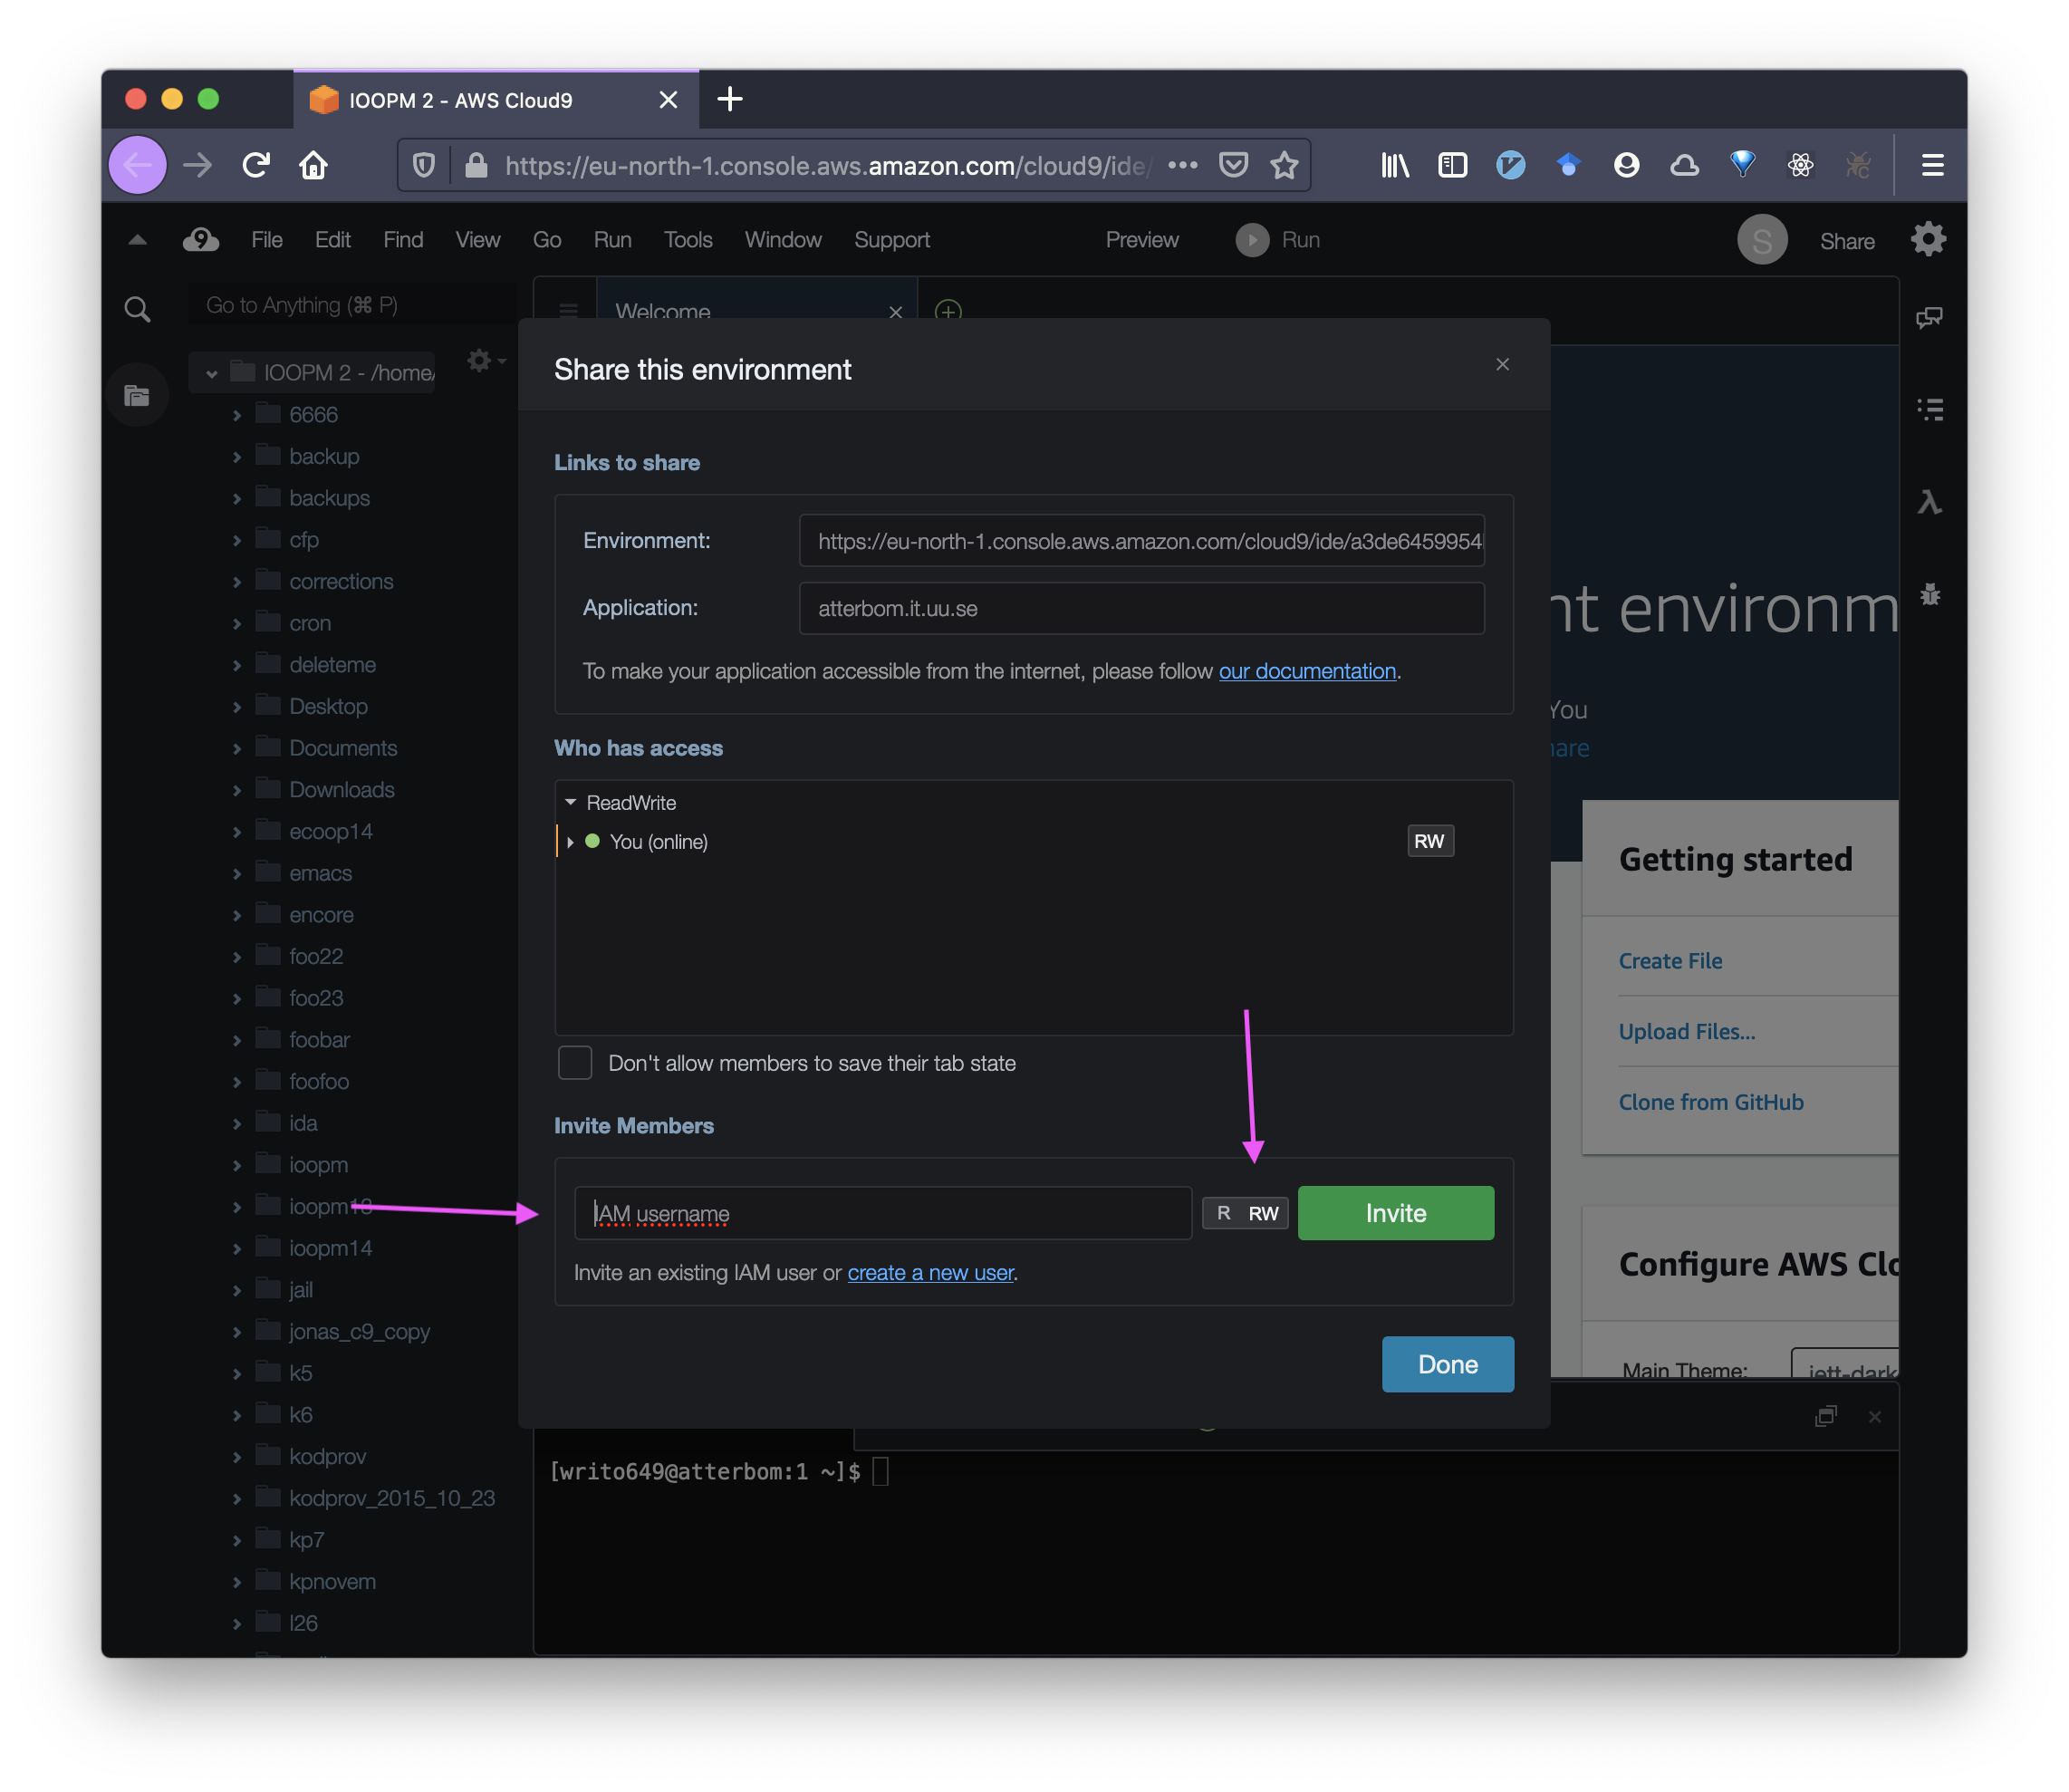 IOOPM 2 - AWS Cloud9
https://eu-north-1.console.aws.amazon.com/cloud9/ide/
File Edit Find View Go Run Tools Window Support Preview Run S Share
Go to Anything (⌘ P)
Welcome
IOOPM 2 - /home/
6666
backup
backups
cfp
corrections
cron
deleteme
Desktop
Documents
Downloads
ecoop14
emacs
encore
foo22
foo23
foobar
foofoo
ida
ioopm
ioopm13
ioopm14
jail
jonas_c9_copy
k5
k6
kodprov
kodprov_2015_10_23
kp7
kpnovem
l26
Share this environment
Links to share
Environment: https://eu-north-1.console.aws.amazon.com/cloud9/ide/a3de6459954
Application: atterbom.it.uu.se
To make your application accessible from the internet, please follow our documentation.
Who has access
ReadWrite
You (online) RW
Don't allow members to save their tab state
Invite Members
IAM username R RW Invite
Invite an existing IAM user or create a new user.
Done
nt environm
You
hare
Getting started
Create File
Upload Files...
Clone from GitHub
Configure AWS Clo
Main Theme: jett-dark
[writo649@atterbom:1 ~]$